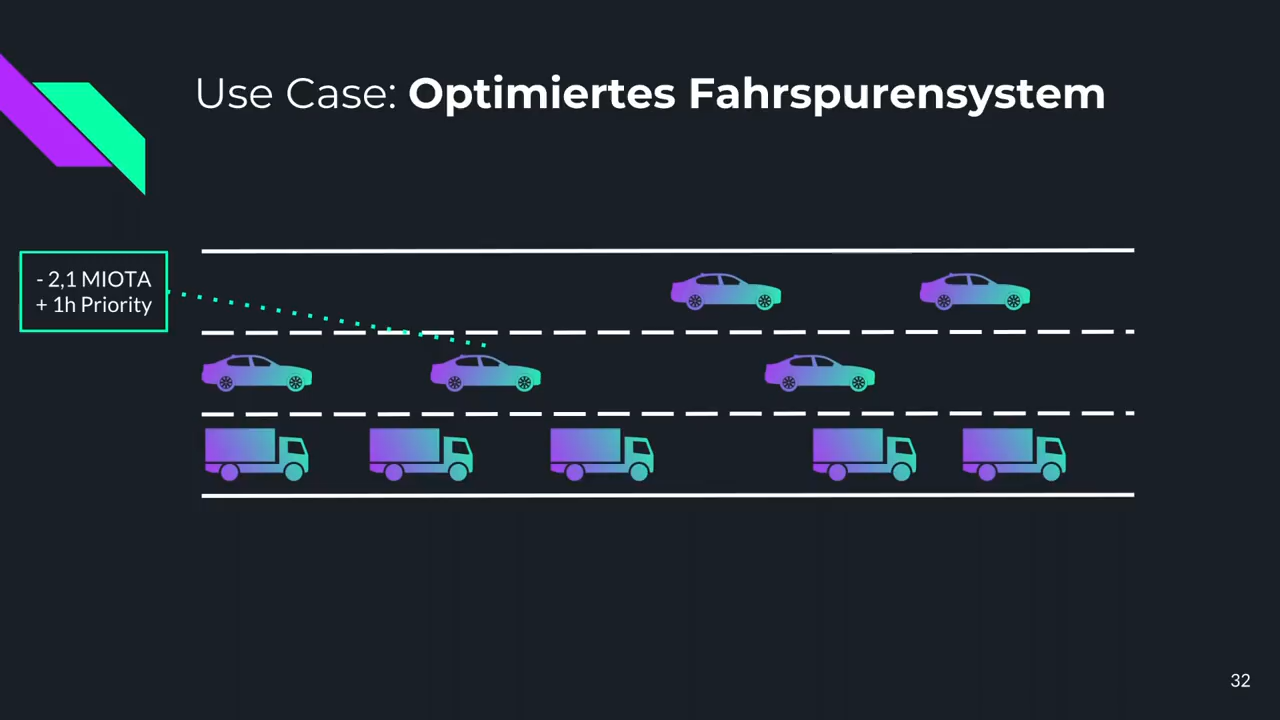 Use Case: Optimiertes Fahrspurensystem
- 2,1 MIOTA
+ 1h Priority
32